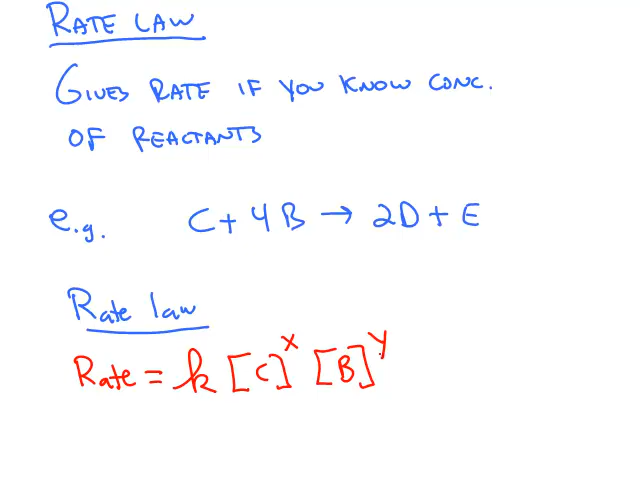 RATE LAW
GIVES RATE IF YOU KNOW CONC.
OF REACTANTS
e.g. C + 4B → 2D + E
Rate law
Rate = k [C]^x [B]^y